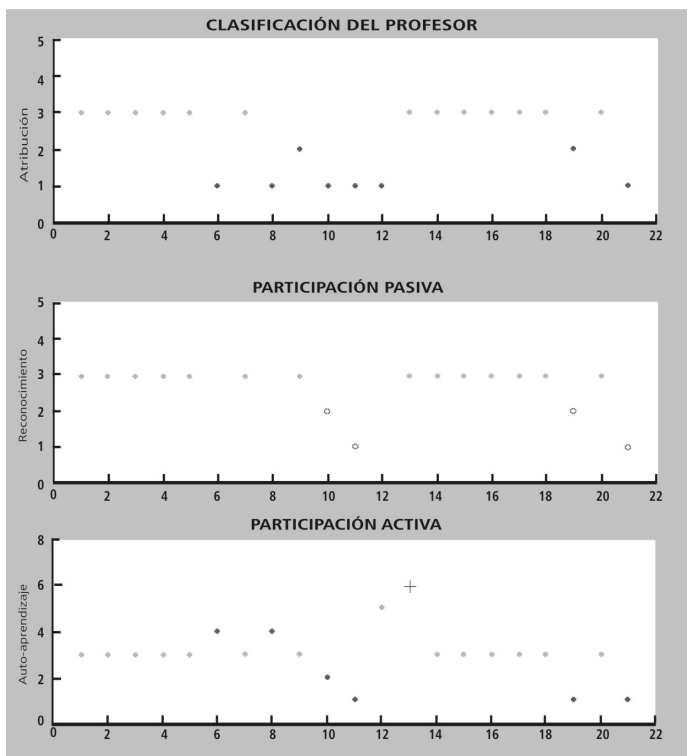 CLASIFICACIÓN DEL PROFESOR
5
4
3
2
1
0
Atribución
0 2 4 6 8 10 12 14 16 18 20 22
PARTICIPACIÓN PASIVA
5
4
3
2
1
0
Reconocimiento
0 2 4 6 8 10 12 14 16 18 20 22
PARTICIPACIÓN ACTIVA
8
6
4
2
0
Auto-aprendizaje
0 2 4 6 8 10 12 14 16 18 20 22